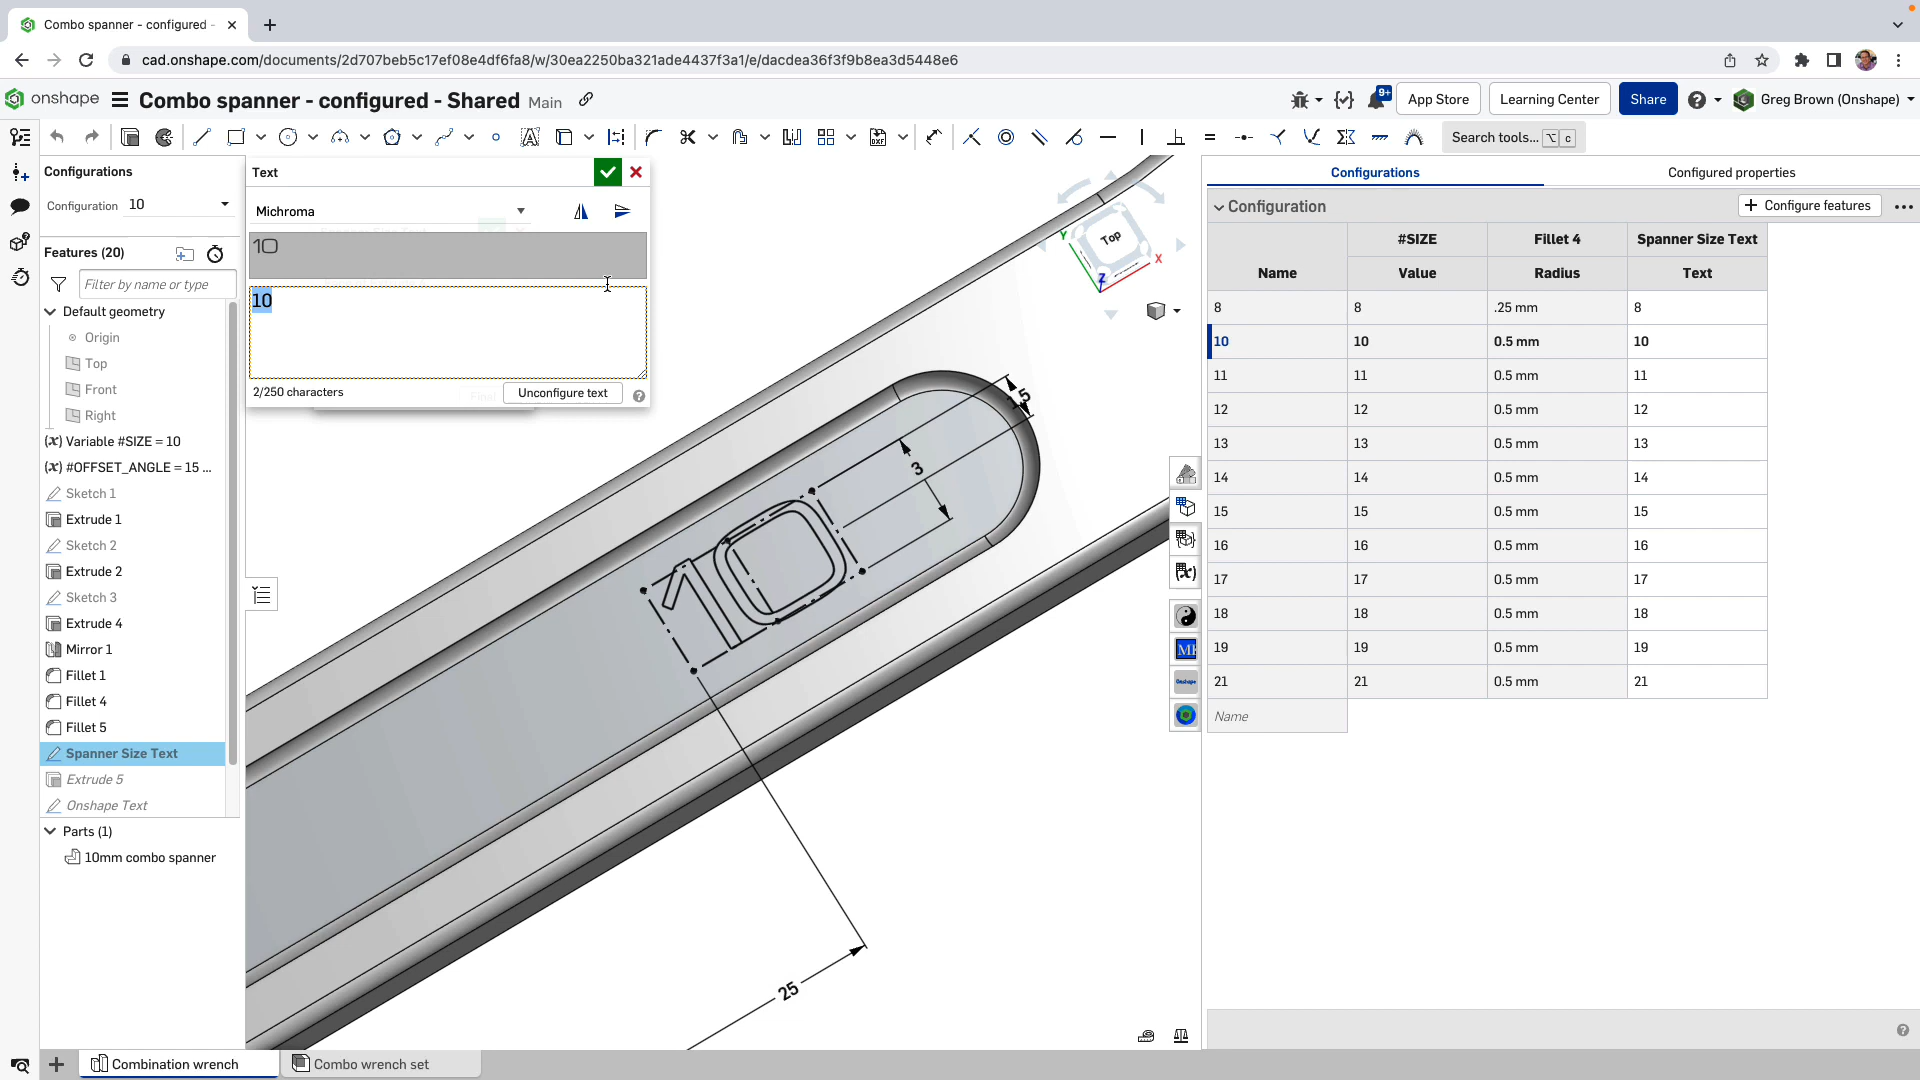 Combo spanner - configured -
cad.onshape.com/documents/2d707beb5c17ef08e4df6fa8/w/30ea2250ba321ade4437f3a1/e/dacdea36f3f9b8ea3d5448e6
onshape
Combo spanner - configured - Shared Main
9+
App Store
Learning Center
Share
Greg Brown (Onshape)
Search tools... ⌥ c
Configurations
Configuration 10
Features (20)
Filter by name or type
Default geometry
Origin
Top
Front
Right
(x) Variable #SIZE = 10
(x) #OFFSET_ANGLE = 15 ...
Sketch 1
Extrude 1
Sketch 2
Extrude 2
Sketch 3
Extrude 4
Mirror 1
Fillet 1
Fillet 4
Fillet 5
Spanner Size Text
Extrude 5
Onshape Text
Parts (1)
10mm combo spanner
Text
Michroma
10
10
2/250 characters
Unconfigure text
Final
Top
Y
X
Z
15
3
10
25
Configurations
Configured properties
Configuration
+ Configure features
#SIZE Fillet 4 Spanner Size Text
Name Value Radius Text
8 8 .25 mm 8
10 10 0.5 mm 10
11 11 0.5 mm 11
12 12 0.5 mm 12
13 13 0.5 mm 13
14 14 0.5 mm 14
15 15 0.5 mm 15
16 16 0.5 mm 16
17 17 0.5 mm 17
18 18 0.5 mm 18
19 19 0.5 mm 19
21 21 0.5 mm 21
Name
Onshape
Combination wrench
Combo wrench set